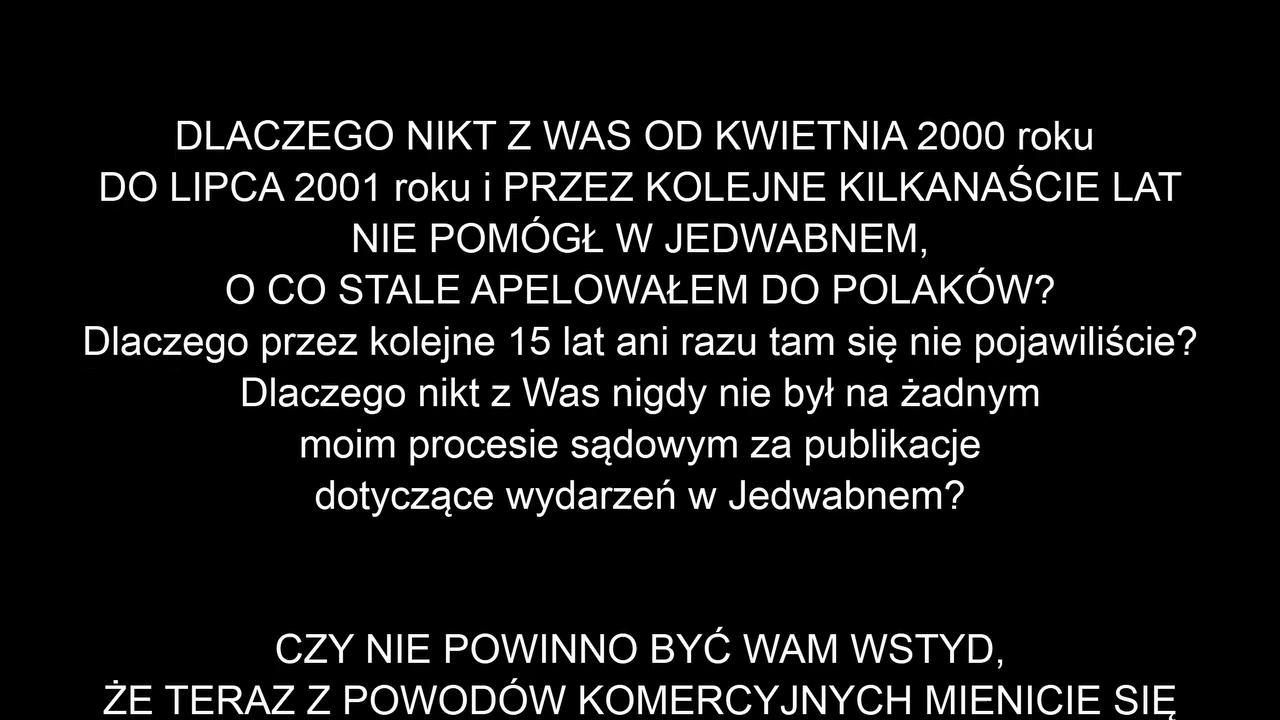 DLACZEGO NIKT Z WAS OD KWIETNIA 2000 roku
DO LIPCA 2001 roku i PRZEZ KOLEJNE KILKANAŚCIE LAT
NIE POMÓGŁ W JEDWABNEM,
O CO STALE APELOWAŁEM DO POLAKÓW?
Dlaczego przez kolejne 15 lat ani razu tam się nie pojawiliście?
Dlaczego nikt z Was nigdy nie był na żadnym
moim procesie sądowym za publikacje
dotyczące wydarzeń w Jedwabnem?
CZY NIE POWINNO BYĆ WAM WSTYD,
ŻE TERAZ Z POWODÓW KOMERCYJNYCH MIENICIE SIĘ